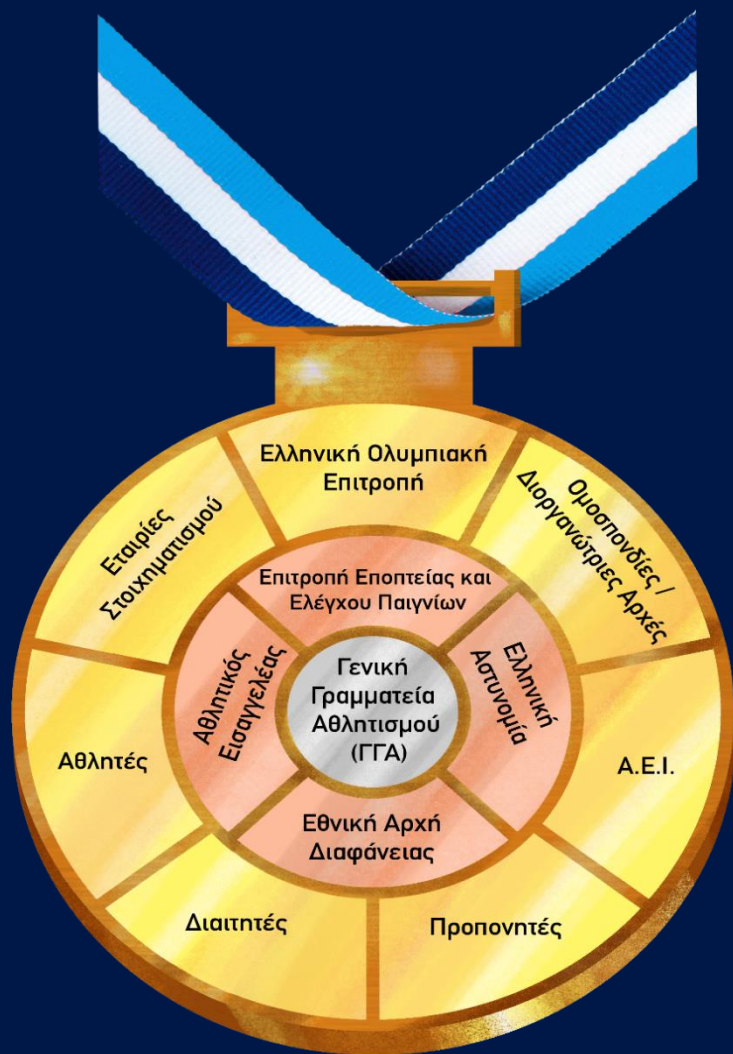 Ελληνική Ολυμπιακή
Επιτροπή
Ομοσπονδίες /
Διοργανώτριες Αρχές
Εταιρίες
Στοιχηματισμού
Επιτροπή Εποπτείας και
Ελέγχου Παιγνίων
Αθλητικός
Εισαγγελέας
Γενική
Γραμματεία
Αθλητισμού
(ΓΓΑ)
Ελληνική
Αστυνομία
Αθλητές
Α.Ε.Ι.
Εθνική Αρχή
Διαφάνειας
Διαιτητές
Προπονητές